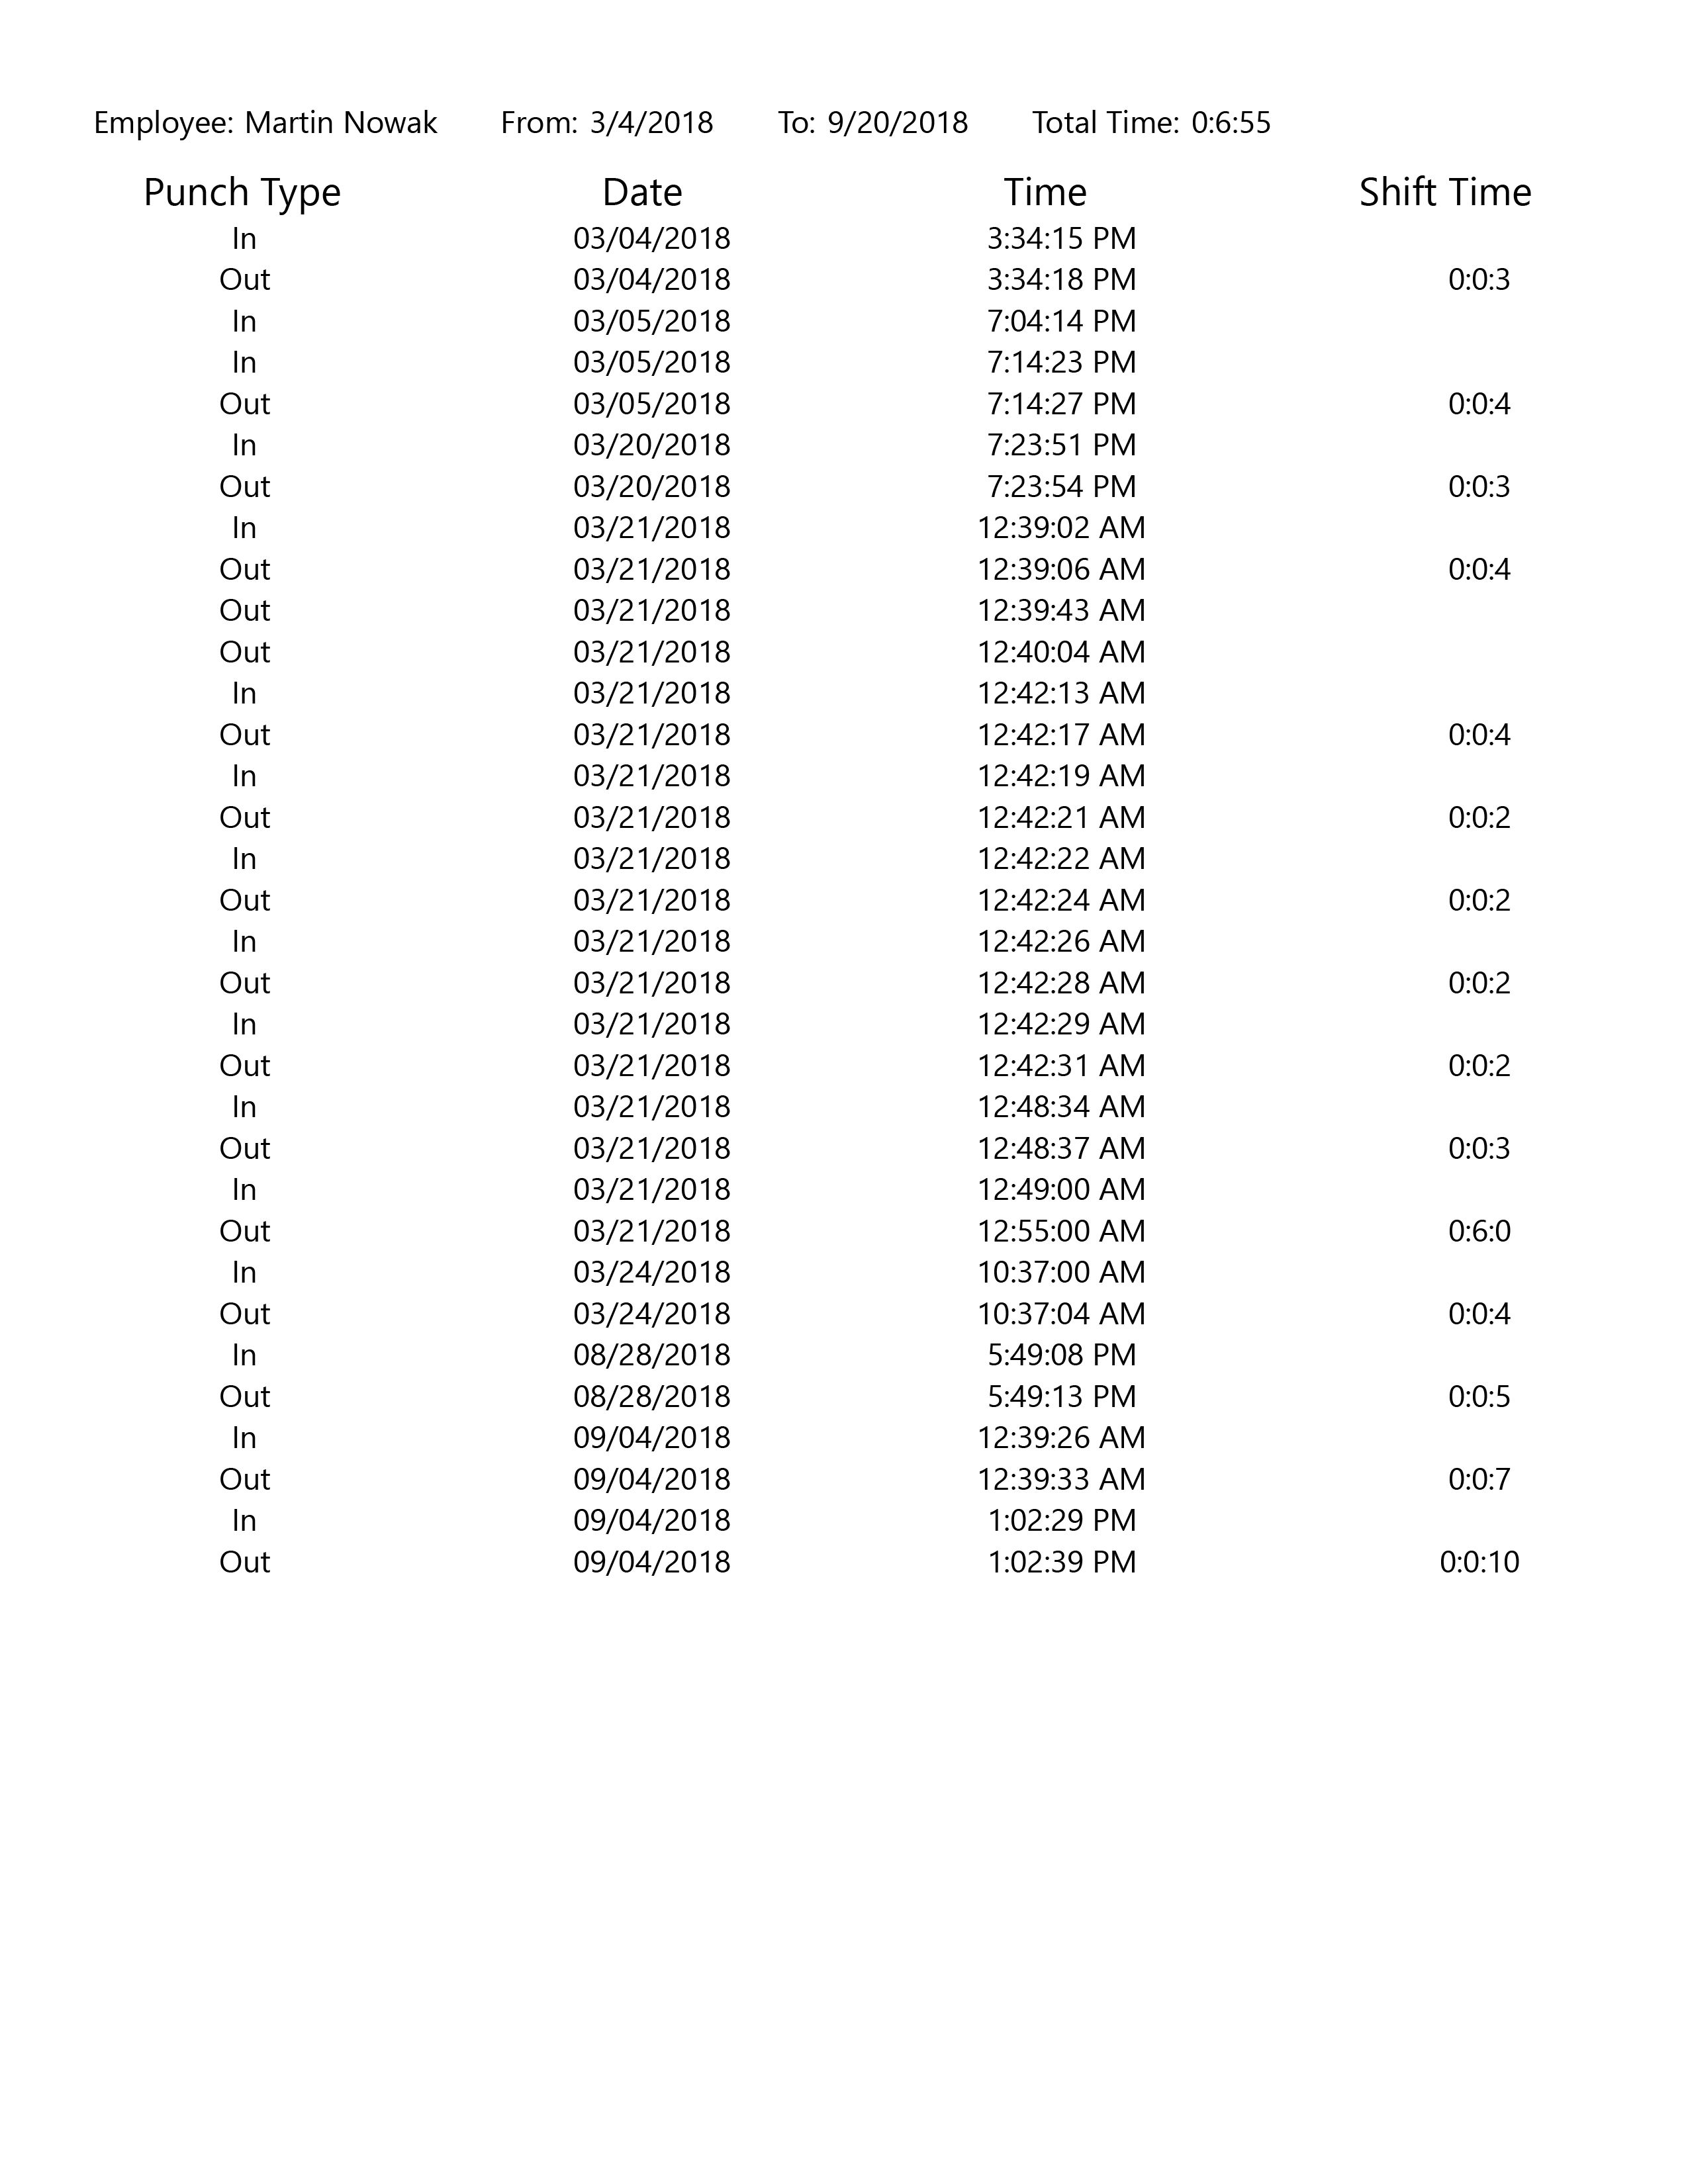 Employee: Martin Nowak From: 3/4/2018 To: 9/20/2018 Total Time: 0:6:55
Punch Type Date Time Shift Time
In 03/04/2018 3:34:15 PM
Out 03/04/2018 3:34:18 PM 0:0:3
In 03/05/2018 7:04:14 PM
In 03/05/2018 7:14:23 PM
Out 03/05/2018 7:14:27 PM 0:0:4
In 03/20/2018 7:23:51 PM
Out 03/20/2018 7:23:54 PM 0:0:3
In 03/21/2018 12:39:02 AM
Out 03/21/2018 12:39:06 AM 0:0:4
Out 03/21/2018 12:39:43 AM
Out 03/21/2018 12:40:04 AM
In 03/21/2018 12:42:13 AM
Out 03/21/2018 12:42:17 AM 0:0:4
In 03/21/2018 12:42:19 AM
Out 03/21/2018 12:42:21 AM 0:0:2
In 03/21/2018 12:42:22 AM
Out 03/21/2018 12:42:24 AM 0:0:2
In 03/21/2018 12:42:26 AM
Out 03/21/2018 12:42:28 AM 0:0:2
In 03/21/2018 12:42:29 AM
Out 03/21/2018 12:42:31 AM 0:0:2
In 03/21/2018 12:48:34 AM
Out 03/21/2018 12:48:37 AM 0:0:3
In 03/21/2018 12:49:00 AM
Out 03/21/2018 12:55:00 AM 0:6:0
In 03/24/2018 10:37:00 AM
Out 03/24/2018 10:37:04 AM 0:0:4
In 08/28/2018 5:49:08 PM
Out 08/28/2018 5:49:13 PM 0:0:5
In 09/04/2018 12:39:26 AM
Out 09/04/2018 12:39:33 AM 0:0:7
In 09/04/2018 1:02:29 PM
Out 09/04/2018 1:02:39 PM 0:0:10